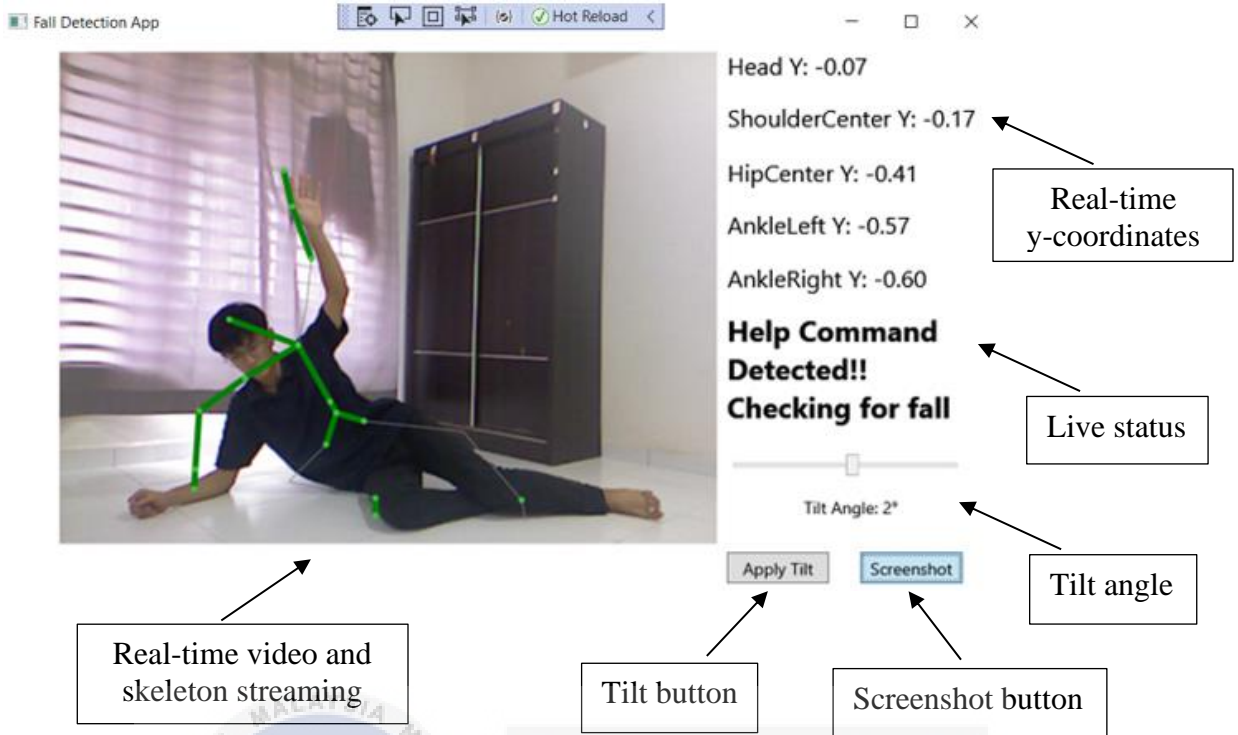 Fall Detection App
Hot Reload
Head Y: -0.07
ShoulderCenter Y: -0.17
HipCenter Y: -0.41
AnkleLeft Y: -0.57
AnkleRight Y: -0.60
Real-time
y-coordinates
Help Command
Detected!!
Checking for fall
Live status
Tilt Angle: 2°
Apply Tilt
Screenshot
Tilt angle
Real-time video and
skeleton streaming
Tilt button
Screenshot button
MALAYSIA